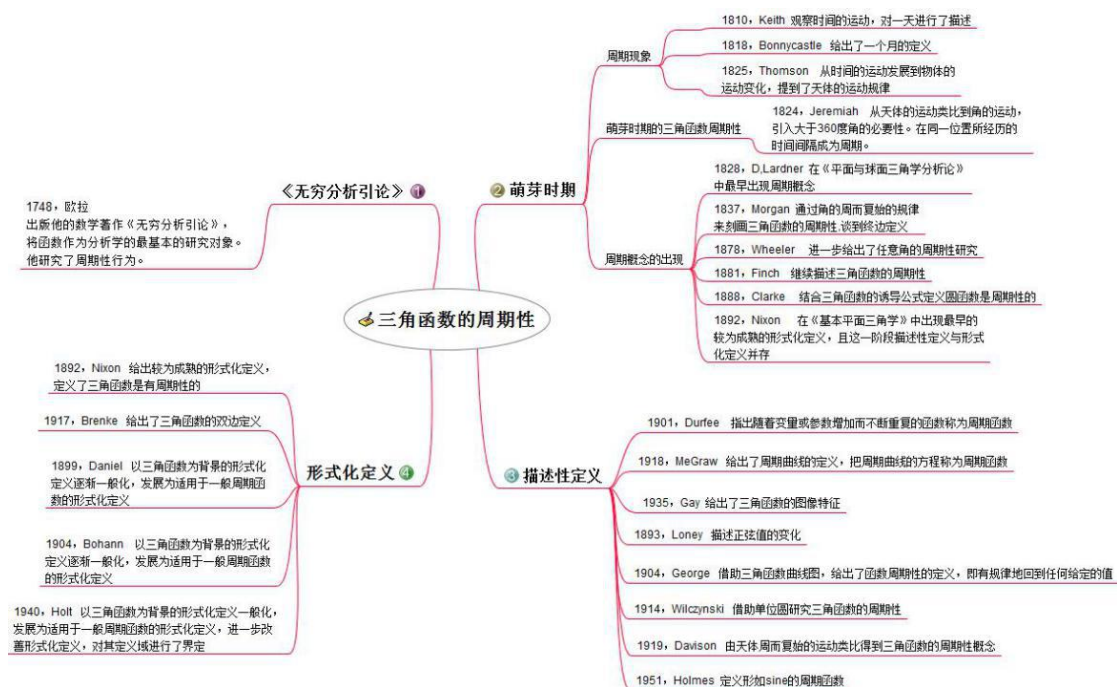 三角函数的周期性
《无穷分析引论》 1
1748，欧拉
出版他的数学著作《无穷分析引论》，
将函数作为分析学的最基本的研究对象。
他研究了周期性行为。
2 萌芽时期
周期现象
1810，Keith 观察时间的运动，对一天进行了描述
1818，Bonnycastle 给出了一个月的定义
1825，Thomson 从时间的运动发展到物体的
运动变化，提到了天体的运动规律
萌芽时期的三角函数周期性
1824，Jeremiah 从天体的运动类比到角的运动，
引入大于360度角的必要性。在同一位置所经历的
时间间隔成为周期。
周期概念的出现
1828，D,Lardner 在《平面与球面三角学分析论》
中最早出现周期概念
1837，Morgan 通过角的周而复始的规律
来刻画三角函数的周期性.谈到终边定义
1878，Wheeler 进一步给出了任意角的周期性研究
1881，Finch 继续描述三角函数的周期性
1888，Clarke 结合三角函数的诱导公式定义圆函数是周期性的
1892，Nixon 在《基本平面三角学》中出现最早的
较为成熟的形式化定义，且这一阶段描述性定义与形式
化定义并存
3 描述性定义
1901，Durfee 指出随着变量或参数增加而不断重复的函数称为周期函数
1918，MeGraw 给出了周期曲线的定义，把周期曲线的方程称为周期函数
1935，Gay 给出了三角函数的图像特征
1893，Loney 描述正弦值的变化
1904，George 借助三角函数曲线图，给出了函数周期性的定义，即有规律地回到任何给定的值
1914，Wilczynski 借助单位圆研究三角函数的周期性
1919，Davison 由天体周而复始的运动类比得到三角函数的周期性概念
1951，Holmes 定义形如sine的周期函数
形式化定义 4
1892，Nixon 给出较为成熟的形式化定义，
定义了三角函数是有周期性的
1917，Brenke 给出了三角函数的双边定义
1899，Daniel 以三角函数为背景的形式化
定义逐渐一般化，发展为适用于一般周期函
数的形式化定义
1904，Bohann 以三角函数为背景的形式化
定义逐渐一般化，发展为适用于一般周期函数
的形式化定义
1940，Holt 以三角函数为背景的形式化定义一般化，
发展为适用于一般周期函数的形式化定义，进一步改
善形式化定义，对其定义域进行了界定